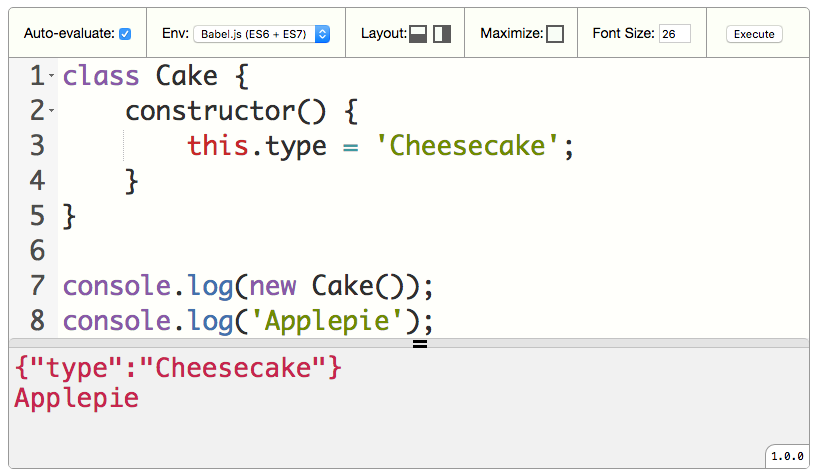 Auto-evaluate: Env: Babel.js (ES6 + ES7) Layout: Maximize: Font Size: 26 Execute
1 class Cake {
2     constructor() {
3         this.type = 'Cheesecake';
4     }
5 }
6
7 console.log(new Cake());
8 console.log('Applepie');
{"type":"Cheesecake"}
Applepie
1.0.0